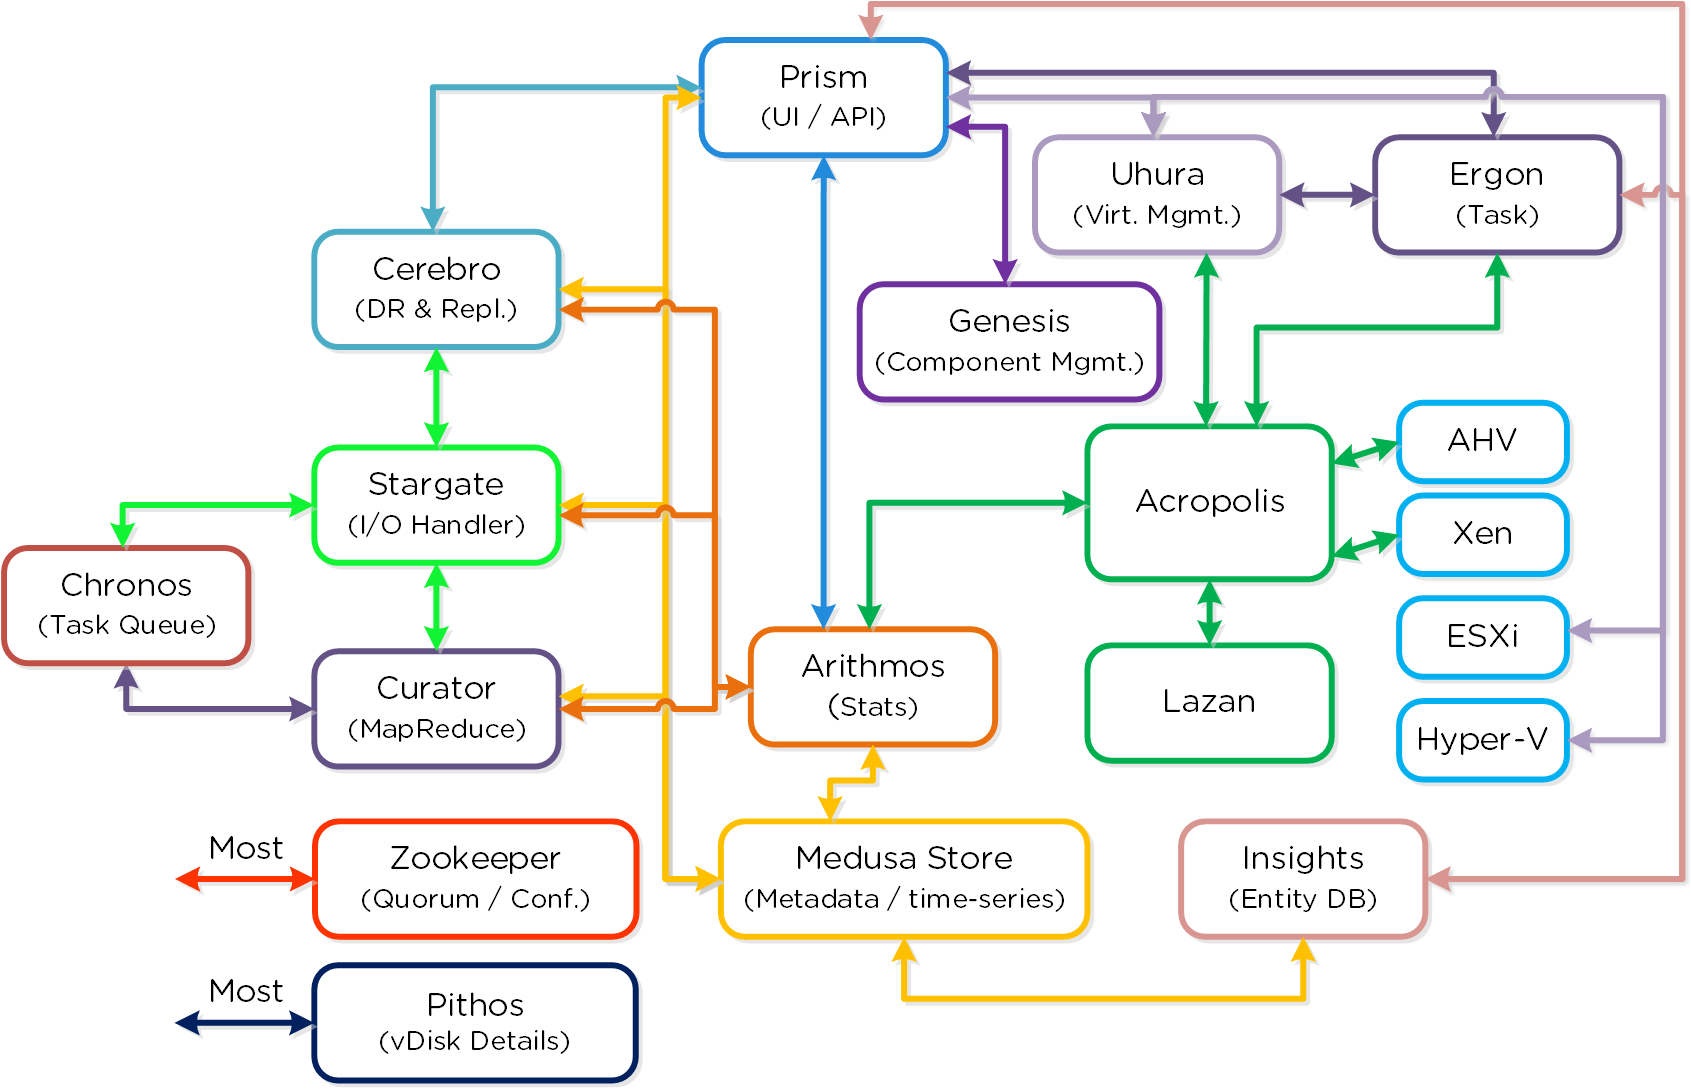 Prism
(UI / API)
Uhura
(Virt. Mgmt.)
Ergon
(Task)
Cerebro
(DR & Repl.)
Genesis
(Component Mgmt.)
AHV
Stargate
(I/O Handler)
Acropolis
Xen
Chronos
(Task Queue)
ESXi
Curator
(MapReduce)
Arithmos
(Stats)
Lazan
Hyper-V
Most
Zookeeper
(Quorum / Conf.)
Medusa Store
(Metadata / time-series)
Insights
(Entity DB)
Most
Pithos
(vDisk Details)